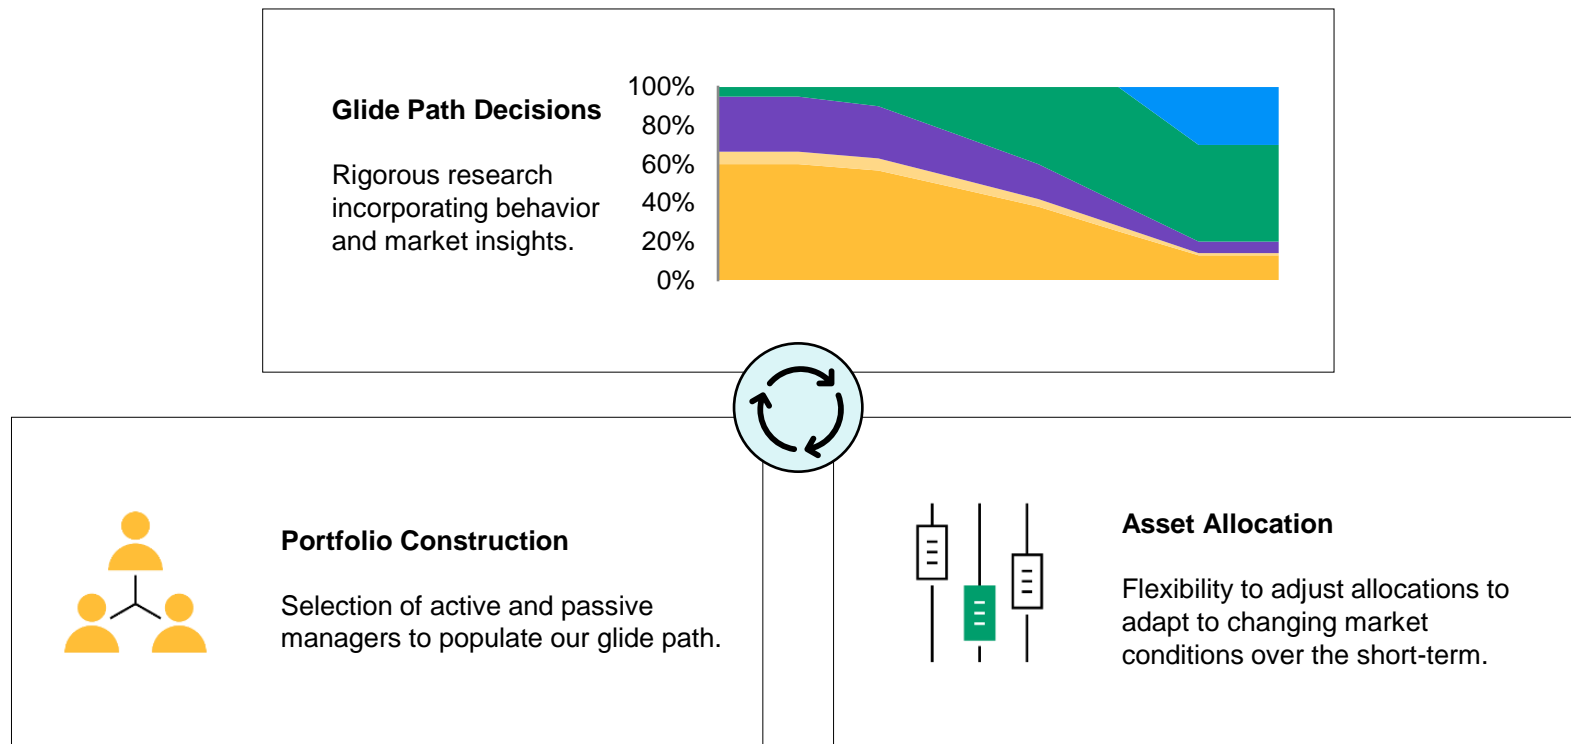 Glide Path Decisions
Rigorous research
incorporating behavior
and market insights.
100%
80%
60%
40%
20%
0%
Portfolio Construction
Selection of active and passive
managers to populate our glide path.
Asset Allocation
Flexibility to adjust allocations to
adapt to changing market
conditions over the short-term.